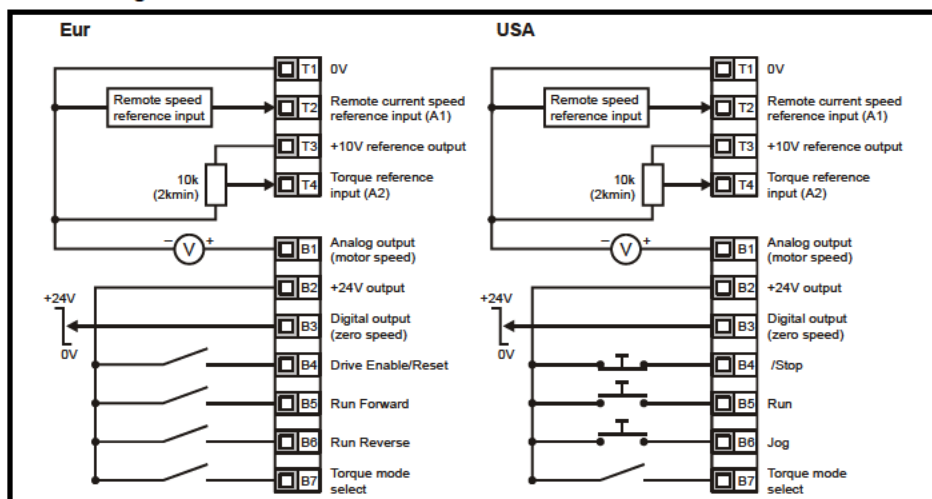 Eur
T1 0V
Remote speed
reference input
T2 Remote current speed
reference input (A1)
T3 +10V reference output
10k
(2kmin)
T4 Torque reference
input (A2)
– V +
B1 Analog output
(motor speed)
B2 +24V output
+24V
0V
B3 Digital output
(zero speed)
B4 Drive Enable/Reset
B5 Run Forward
B6 Run Reverse
B7 Torque mode
select
USA
T1 0V
Remote speed
reference input
T2 Remote current speed
reference input (A1)
T3 +10V reference output
10k
(2kmin)
T4 Torque reference
input (A2)
– V +
B1 Analog output
(motor speed)
B2 +24V output
+24V
0V
B3 Digital output
(zero speed)
B4 /Stop
B5 Run
B6 Jog
B7 Torque mode
select